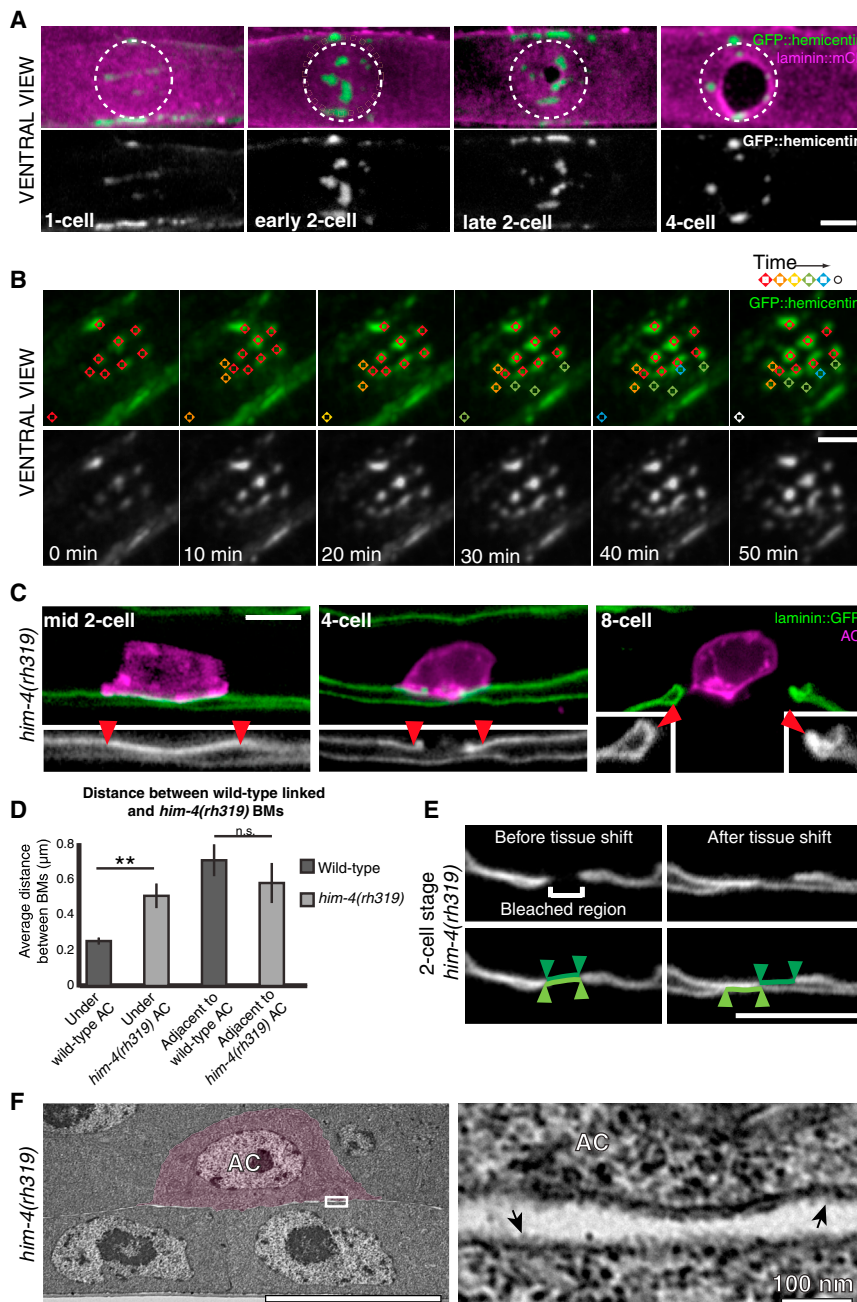 A
VENTRAL VIEW
GFP::hemicentin
laminin::mC
GFP::hemicentin
1-cell
early 2-cell
late 2-cell
4-cell
B
Time
VENTRAL VIEW
GFP::hemicentin
0 min
10 min
20 min
30 min
40 min
50 min
C
him-4(rh319)
mid 2-cell
4-cell
8-cell
laminin::GFP
AC
D
Distance between wild-type linked
and him-4(rh319) BMs
Average distance
between BMs (µm)
0.8
0.6
0.4
0.2
0
**
n.s.
Wild-type
him-4(rh319)
Under
wild-type AC
Under
him-4(rh319) AC
Adjacent to
wild-type AC
Adjacent to
him-4(rh319) AC
E
2-cell stage
him-4(rh319)
Before tissue shift
After tissue shift
Bleached region
F
him-4(rh319)
AC
AC
100 nm